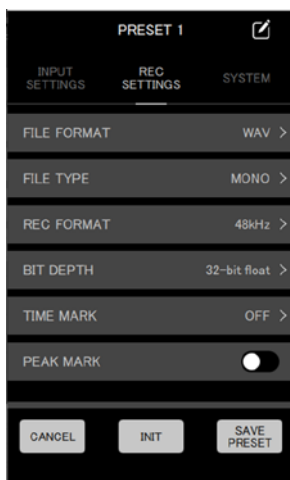 PRESET 1
INPUT SETTINGS
REC SETTINGS
SYSTEM
FILE FORMAT WAV >
FILE TYPE MONO >
REC FORMAT 48kHz >
BIT DEPTH 32-bit float >
TIME MARK OFF >
PEAK MARK
CANCEL
INIT
SAVE PRESET